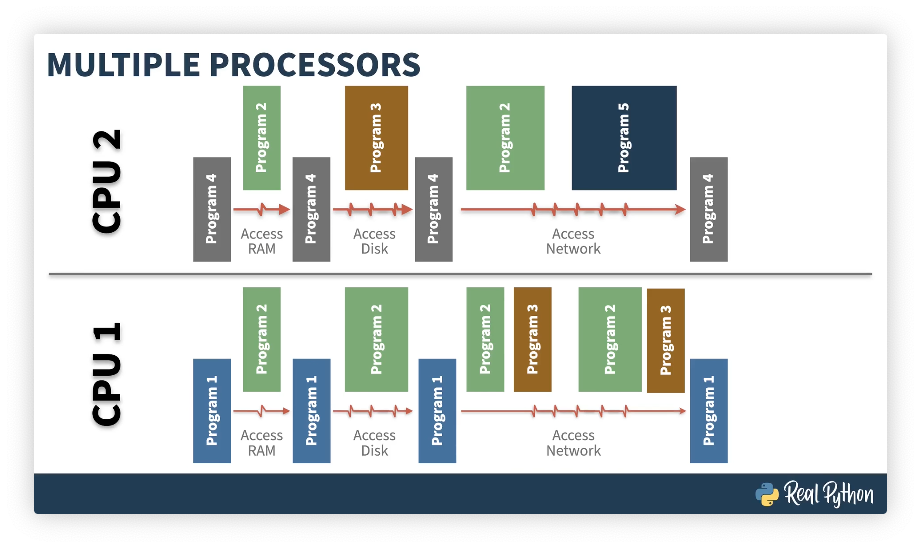 MULTIPLE PROCESSORS
CPU 2
Program 4
Program 2
Program 4
Program 3
Program 4
Program 2
Program 5
Program 4
Access
RAM
Access
Disk
Access
Network
CPU 1
Program 1
Program 2
Program 1
Program 2
Program 1
Program 2
Program 3
Program 2
Program 3
Program 1
Access
RAM
Access
Disk
Access
Network
Real Python